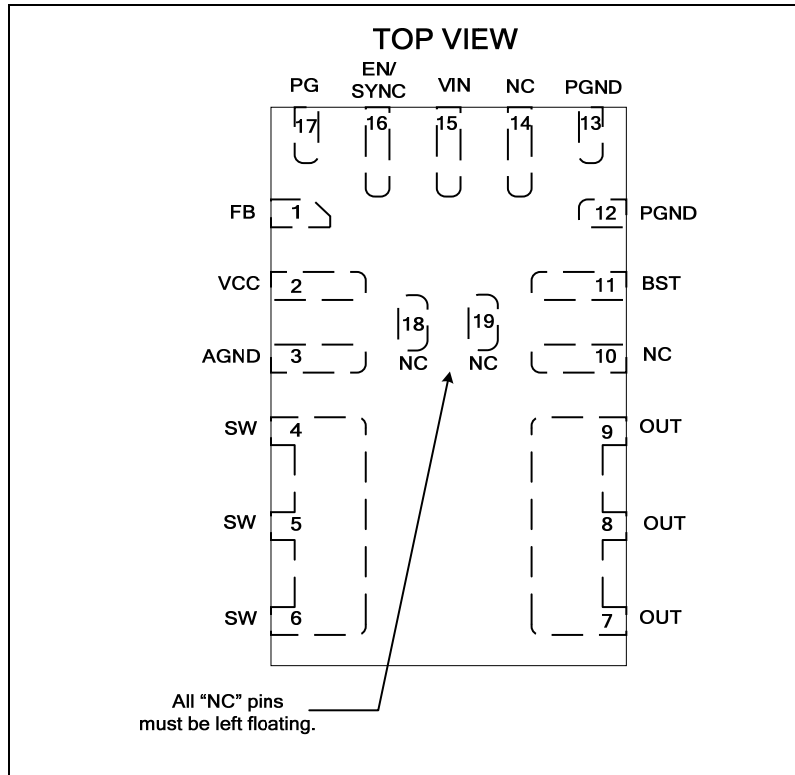 TOP VIEW
PG
EN/
SYNC
VIN
NC
PGND
17
16
15
14
13
FB
1
12
PGND
VCC
2
11
BST
18
19
AGND
3
NC
NC
10
NC
SW
4
9
OUT
SW
5
8
OUT
SW
6
7
OUT
All “NC” pins
must be left floating.